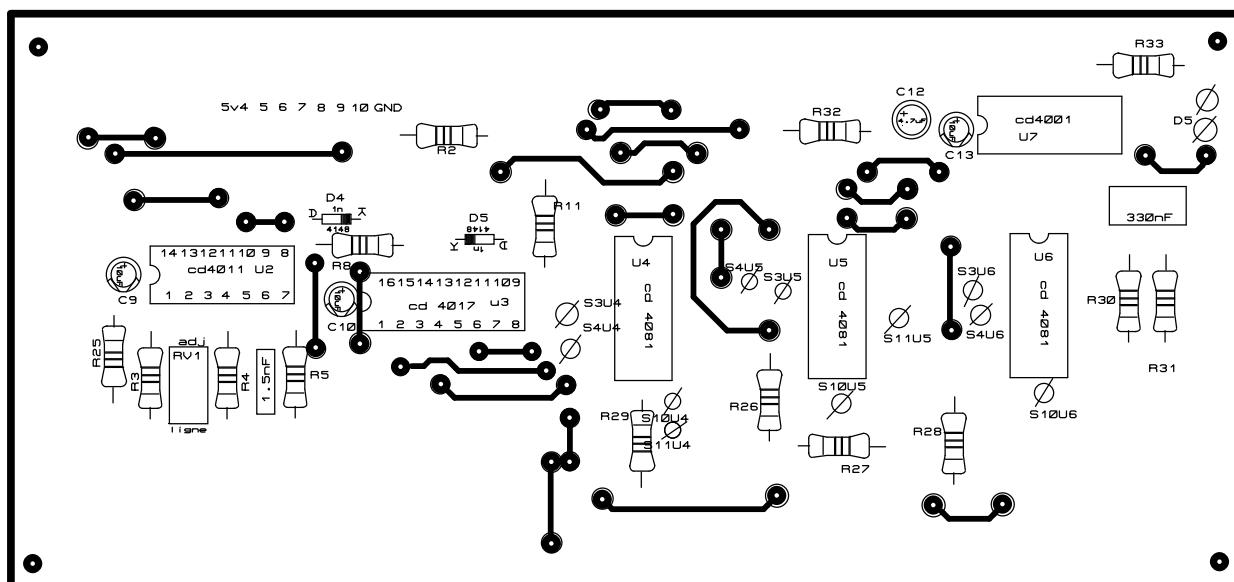 R33
5v4 5 6 7 8 9 10 GND
C12
4.7uF
R32
cd4001
U7
10uF
C13
D5
R2
D4
1n
4148
K
R11
D5
4148
1n
K
330nF
14 13 12 11 10 9 8
cd4011 U2
1 2 3 4 5 6 7
10uF
C9
R8
16 15 14 13 12 11 10 9
cd 4017 u3
1 2 3 4 5 6 7 8
10uF
C10
U4
cd 4081
S4U5
S3U5
U5
cd 4081
S3U6
S4U6
U6
cd 4081
S3U4
S4U4
S11U5
R30
R31
R25
R3
adj
RV1
ligne
R4
1.5nF
R5
S10U5
S10U6
R29
S10U4
S11U4
R26
R27
R28